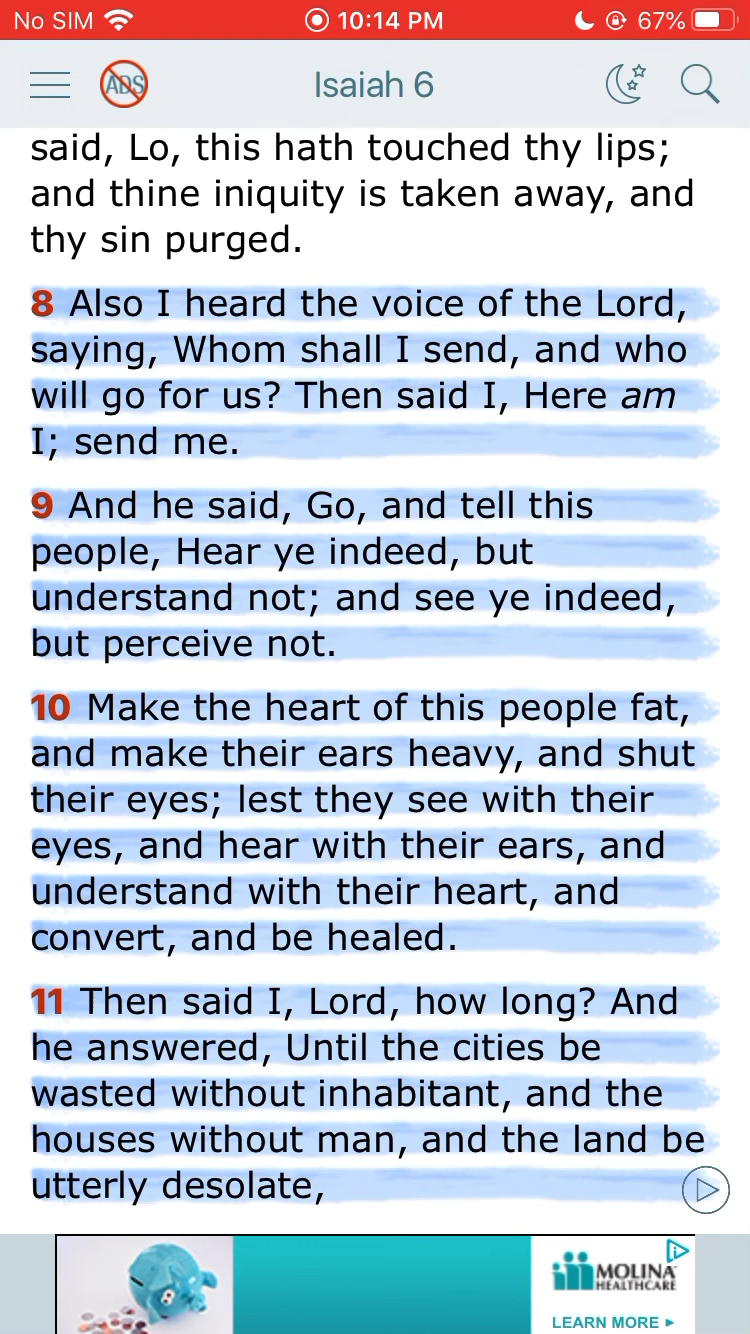 No SIM 10:14 PM 67%
ADS Isaiah 6
said, Lo, this hath touched thy lips;
and thine iniquity is taken away, and
thy sin purged.
8 Also I heard the voice of the Lord,
saying, Whom shall I send, and who
will go for us? Then said I, Here am
I; send me.
9 And he said, Go, and tell this
people, Hear ye indeed, but
understand not; and see ye indeed,
but perceive not.
10 Make the heart of this people fat,
and make their ears heavy, and shut
their eyes; lest they see with their
eyes, and hear with their ears, and
understand with their heart, and
convert, and be healed.
11 Then said I, Lord, how long? And
he answered, Until the cities be
wasted without inhabitant, and the
houses without man, and the land be
utterly desolate,
MOLINA
HEALTHCARE
LEARN MORE ▸